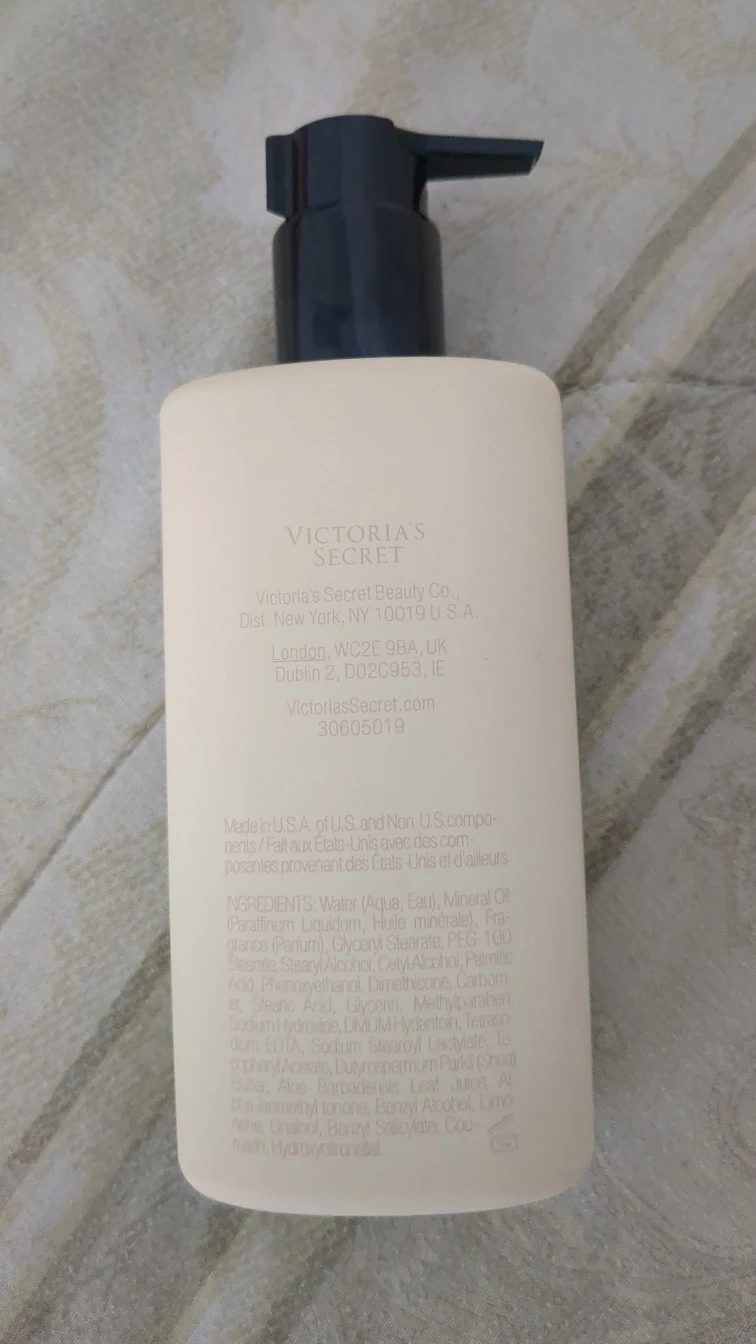 VICTORIA'S
SECRET
Victoria's Secret Beauty Co.,
Dist. New York, NY 10019 U.S.A
London, WC2E 9BA, UK
Dublin 2, D02C953, IE
VictoriasSecret.com
30605019
Made in U.S.A. of U.S. and Non-U.S.compo-
nents / Fait aux États-Unis avec des com-
posantes provenant des États-Unis et d'ailleurs
INGREDIENTS: Water (Aqua, Eau), Mineral Oil
(Paraffinum Liquidum, Huile minérale), Fra-
grance (Parfum), Glyceryl Stearate, PEG-100
Stearate, Stearyl Alcohol, Cetyl Alcohol, Palmitic
Acid, Phenoxyethanol, Dimethicone, Carbom-
er, Stearic Acid, Glycerin, Methylparaben,
Sodium Hydroxide, DMDM Hydantoin, Tetraso-
dium EDTA, Sodium Stearoyl Lactylate, To-
copheryl Acetate, Butyrospermum Parkii (Shea)
Butter, Aloe Barbadensis Leaf Juice, Al-
pha-Isomethyl Ionone, Benzyl Alcohol, Limo-
nene, Linalool, Benzyl Salicylate, Cou-
marin, Hydroxycitronellal.